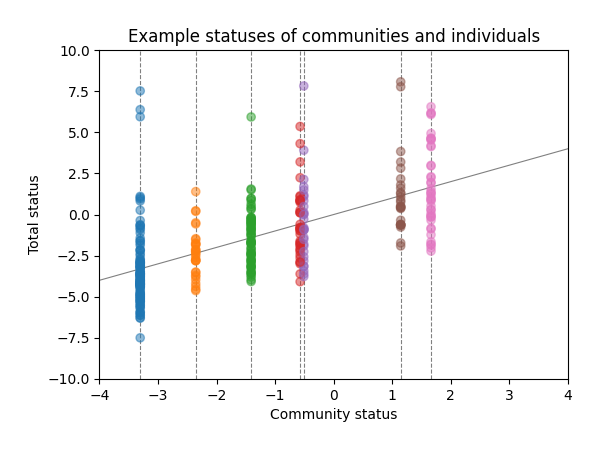 Example statuses of communities and individuals
10.0
7.5
5.0
2.5
0.0
−2.5
−5.0
−7.5
−10.0
Total status
−4 −3 −2 −1 0 1 2 3 4
Community status